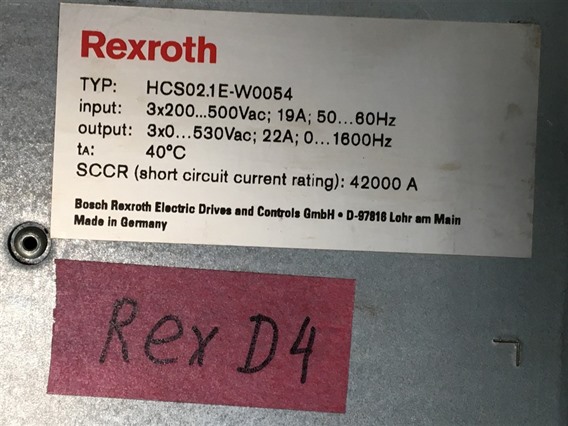 Rexroth
TYP: HCS02.1E-W0054
input: 3x200...500Vac; 19A; 50...60Hz
output: 3x0...530Vac; 22A; 0...1600Hz
tA: 40°C
SCCR (short circuit current rating): 42000 A
Bosch Rexroth Electric Drives and Controls GmbH • D-97816 Lohr am Main
Made in Germany
Rex D4